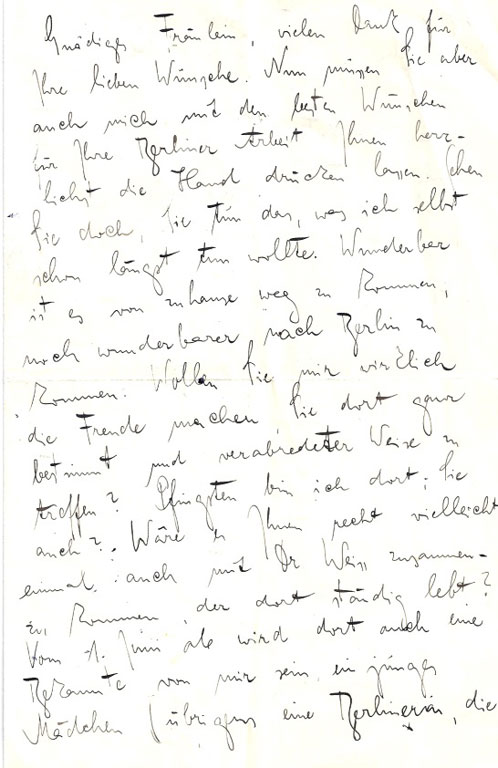 Gnädiges Fräulein, vielen Dank für
Ihre lieben Wünsche. Nun müssen Sie aber
auch mich mit den besten Wünschen
für Ihre Berliner Arbeit Ihnen herz-
lichst die Hand drücken lassen. Sehen
Sie doch, Sie tun das, was ich selbst
schon längst tun wollte. Wunderbar
ist es von zuhause weg zu kommen,
noch wunderbarer nach Berlin zu
kommen. Wollen Sie mir wirklich
die Freude machen, Sie dort ganz
bestimmt und verabredeter Weise zu
treffen? Pfingsten bin ich dort; Sie
auch? Wäre es Ihnen recht vielleicht
einmal auch mit Dr Weiss zusammen-
zukommen, der dort ständig lebt?
Vom 1. Juni ab wird dort auch eine
Bekannte von mir sein, ein junges
Mädchen (übrigens eine Berlinerin, die